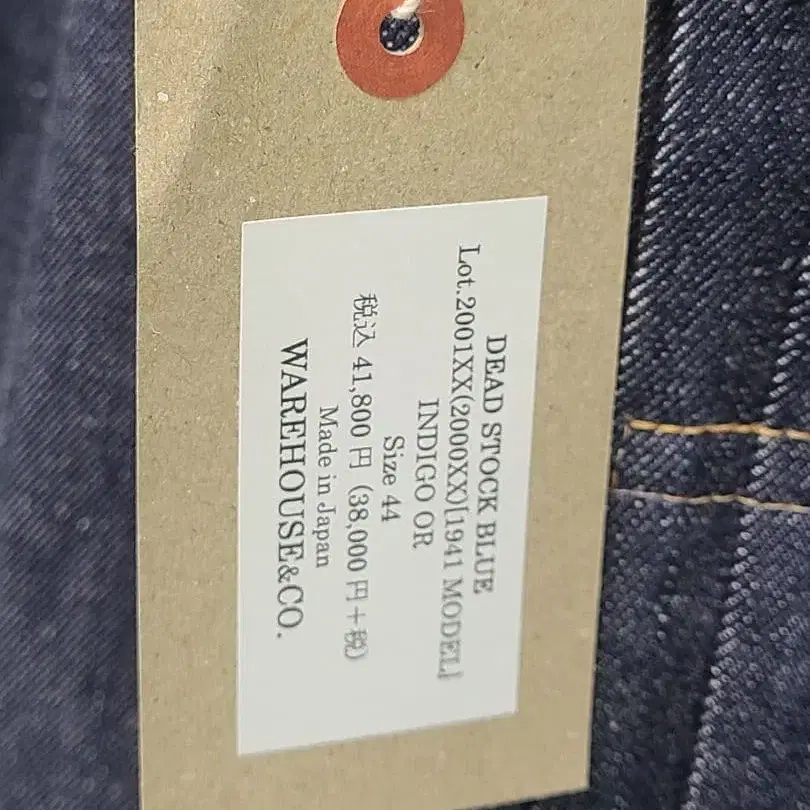 DEAD STOCK BLUE
Lot.2001XX(2000XX)[1941 MODEL]
INDIGO OR
Size 44
税込 41,800 円 (38,000 円＋税)
Made in Japan
WAREHOUSE&CO.